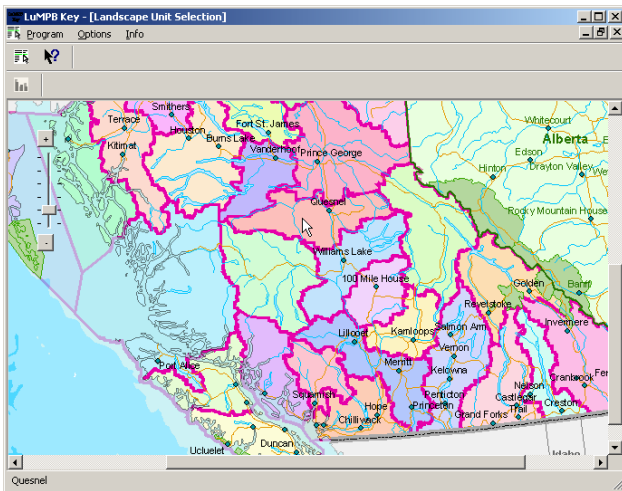 LuMPB Key - [Landscape Unit Selection]
Program Options Info
Smithers
Terrace
Houston
Fort St. James
Burns Lake
Kitimat
Vanderhoof
Prince George
Whitecourt
Alberta
Edson
Hinton
Drayton Valley
Quesnel
Rocky Mountain House
Williams Lake
100 Mile House
Golden
Banff
Revelstoke
Invermere
Lillooet
Kamloops
Salmon Arm
Vernon
Port Alice
Merritt
Kelowna
Cranbrook
Fer
Nelson
Squamish
Penticton
Castlegar
Creston
Hope
Princeton
Trail
Chilliwack
Grand Forks
Duncan
Ucluelet
Idaho
Quesnel